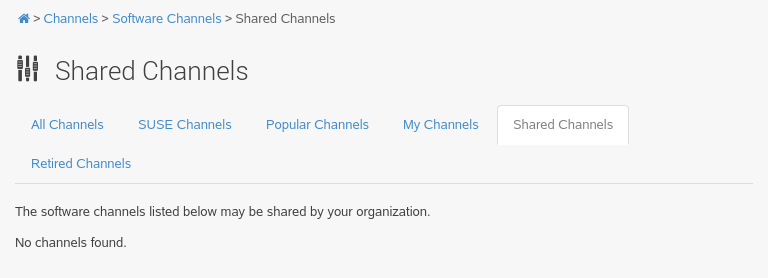 > Channels > Software Channels > Shared Channels
Shared Channels
All Channels SUSE Channels Popular Channels My Channels Shared Channels
Retired Channels
The software channels listed below may be shared by your organization.
No channels found.